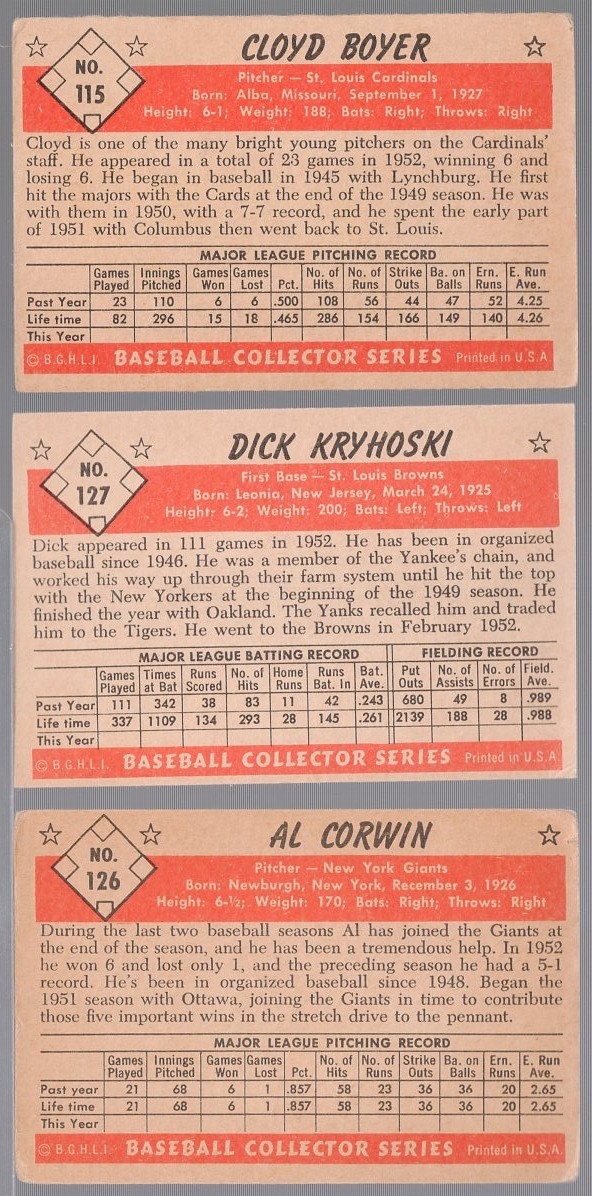 NO. 115
CLOYD BOYER
Pitcher — St. Louis Cardinals
Born: Alba, Missouri, September 1, 1927
Height: 6-1; Weight: 188; Bats: Right; Throws: Right
Cloyd is one of the many bright young pitchers on the Cardinals'
staff. He appeared in a total of 23 games in 1952, winning 6 and
losing 6. He began in baseball in 1945 with Lynchburg. He first
hit the majors with the Cards at the end of the 1949 season. He was
with them in 1950, with a 7-7 record, and he spent the early part
of 1951 with Columbus then went back to St. Louis.
MAJOR LEAGUE PITCHING RECORD
Games Innings Games Games No. of No. of Strike Ba. on Ern. E. Run
Played Pitched Won Lost Pct. Hits Runs Outs Balls Runs Ave.
Past Year 23 110 6 6 .500 108 56 44 47 52 4.25
Life time 82 296 15 18 .465 286 154 166 149 140 4.26
This Year
© B.G.H.L.I. BASEBALL COLLECTOR SERIES Printed in U.S.A.
NO. 127
DICK KRYHOSKI
First Base — St. Louis Browns
Born: Leonia, New Jersey, March 24, 1925
Height: 6-2; Weight: 200; Bats: Left; Throws: Left
Dick appeared in 111 games in 1952. He has been in organized
baseball since 1946. He was a member of the Yankee's chain, and
worked his way up through their farm system until he hit the top
with the New Yorkers at the beginning of the 1949 season. He
finished the year with Oakland. The Yanks recalled him and traded
him to the Tigers. He went to the Browns in February 1952.
MAJOR LEAGUE BATTING RECORD FIELDING RECORD
Games Times Runs No. of Home Runs Bat. Put No. of No. of Field.
Played at Bat Scored Hits Runs Bat. In Ave. Outs Assists Errors Ave.
Past Year 111 342 38 83 11 42 .243 680 49 8 .989
Life time 337 1109 134 293 28 145 .261 2139 188 28 .988
This Year
© B.G.H.L.I. BASEBALL COLLECTOR SERIES Printed in U.S.A.
NO. 126
AL CORWIN
Pitcher — New York Giants
Born: Newburgh, New York, Recember 3, 1926
Height: 6-½; Weight: 170; Bats: Right; Throws: Right
During the last two baseball seasons Al has joined the Giants at
the end of the season, and he has been a tremendous help. In 1952
he won 6 and lost only 1, and the preceding season he had a 5-1
record. He's been in organized baseball since 1948. Began the
1951 season with Ottawa, joining the Giants in time to contribute
those five important wins in the stretch drive to the pennant.
MAJOR LEAGUE PITCHING RECORD
Games Innings Games Games No. of No. of Strike Ba. on Ern. E. Run
Played Pitched Won Lost Pct. Hits Runs Outs Balls Runs Ave.
Past year 21 68 6 1 .857 58 23 36 36 20 2.65
Life time 21 68 6 1 .857 58 23 36 36 20 2.65
This Year
© B.G.H.L.I. BASEBALL COLLECTOR SERIES Printed in U.S.A.